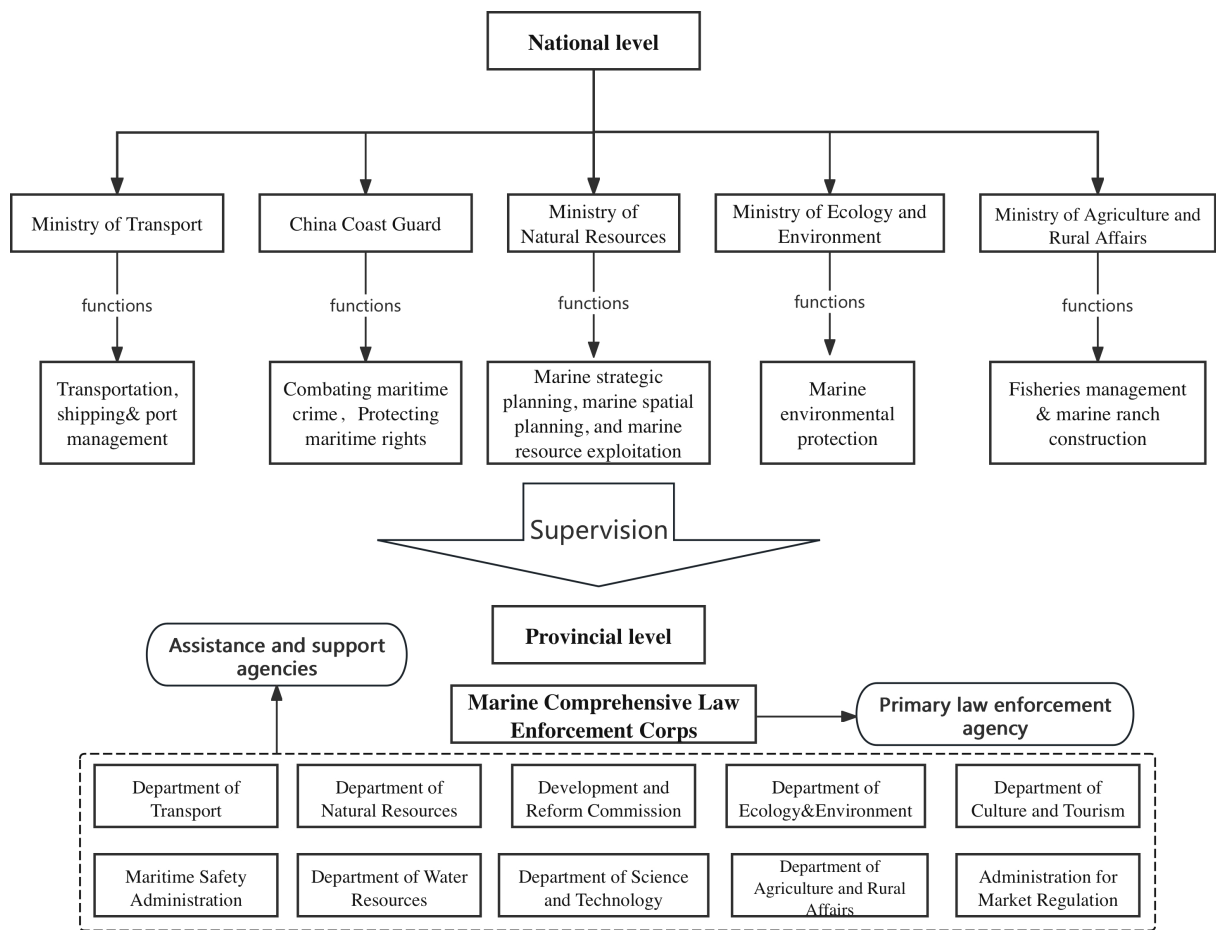 National level
Ministry of Transport
China Coast Guard
Ministry of
Natural Resources
Ministry of Ecology and
Environment
Ministry of Agriculture and
Rural Affairs
functions
functions
functions
functions
functions
Transportation,
shipping& port
management
Combating maritime
crime, Protecting
maritime rights
Marine strategic
planning, marine spatial
planning, and marine
resource exploitation
Marine
environmental
protection
Fisheries management
& marine ranch
construction
Supervision
Provincial level
Assistance and support
agencies
Marine Comprehensive Law
Enforcement Corps
Primary law enforcement
agency
Department of
Transport
Department of
Natural Resources
Development and
Reform Commission
Department of
Ecology&Environment
Department of
Culture and Tourism
Maritime Safety
Administration
Department of Water
Resources
Department of Science
and Technology
Department of
Agriculture and Rural
Affairs
Administration for
Market Regulation